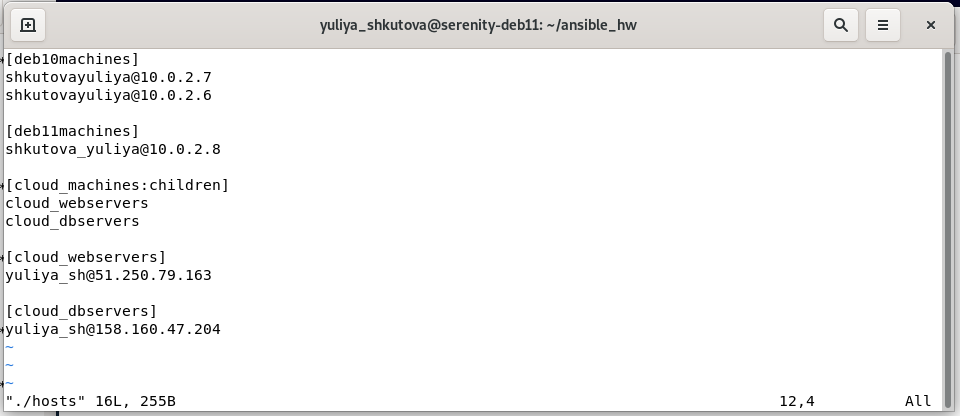 yuliya_shkutova@serenity-deb11: ~/ansible_hw
[deb10machines]
shkutovayuliya@10.0.2.7
shkutovayuliya@10.0.2.6
[deb11machines]
shkutova_yuliya@10.0.2.8
[cloud_machines:children]
cloud_webservers
cloud_dbservers
[cloud_webservers]
yuliya_sh@51.250.79.163
[cloud_dbservers]
yuliya_sh@158.160.47.204
~
~
~
"./hosts" 16L, 255B 12,4 All